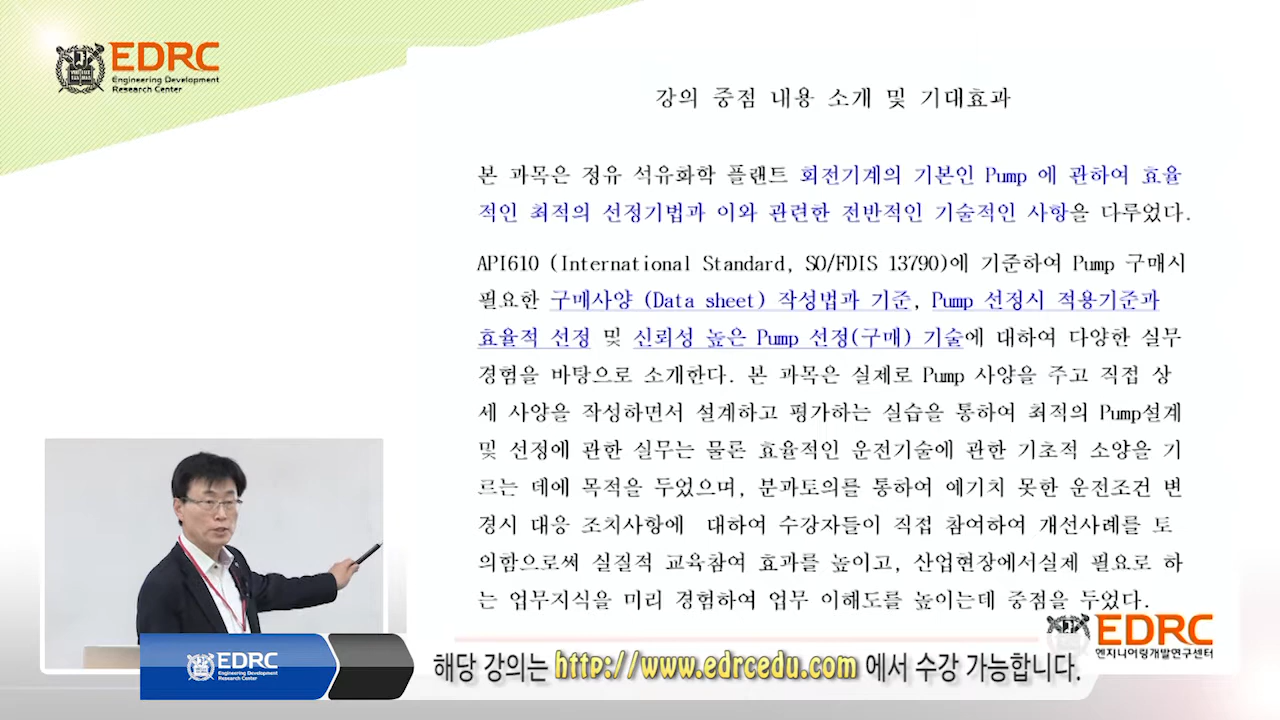 EDRC
Engineering Development
Research Center
강의 중점 내용 소개 및 기대효과
본 과목은 정유 석유화학 플랜트 회전기계의 기본인 Pump 에 관하여 효율
적인 최적의 선정기법과 이와 관련한 전반적인 기술적인 사항을 다루었다.
API610 (International Standard, SO/FDIS 13790)에 기준하여 Pump 구매시
필요한 구매사양 (Data sheet) 작성법과 기준, Pump 선정시 적용기준과
효율적 선정 및 신뢰성 높은 Pump 선정(구매) 기술에 대하여 다양한 실무
경험을 바탕으로 소개한다. 본 과목은 실제로 Pump 사양을 주고 직접 상
세 사양을 작성하면서 설계하고 평가하는 실습을 통하여 최적의 Pump설계
및 선정에 관한 실무는 물론 효율적인 운전기술에 관한 기초적 소양을 기
르는 데에 목적을 두었으며, 분과토의를 통하여 예기치 못한 운전조건 변
경시 대응 조치사항에 대하여 수강자들이 직접 참여하여 개선사례를 토
의함으로써 실질적 교육참여 효과를 높이고, 산업현장에서실제 필요로 하
는 업무지식을 미리 경험하여 업무 이해도를 높이는데 중점을 두었다.
EDRC
엔지니어링개발연구센터
EDRC
Engineering Development
Research Center
해당 강의는 http://www.edrcedu.com 에서 수강 가능합니다.